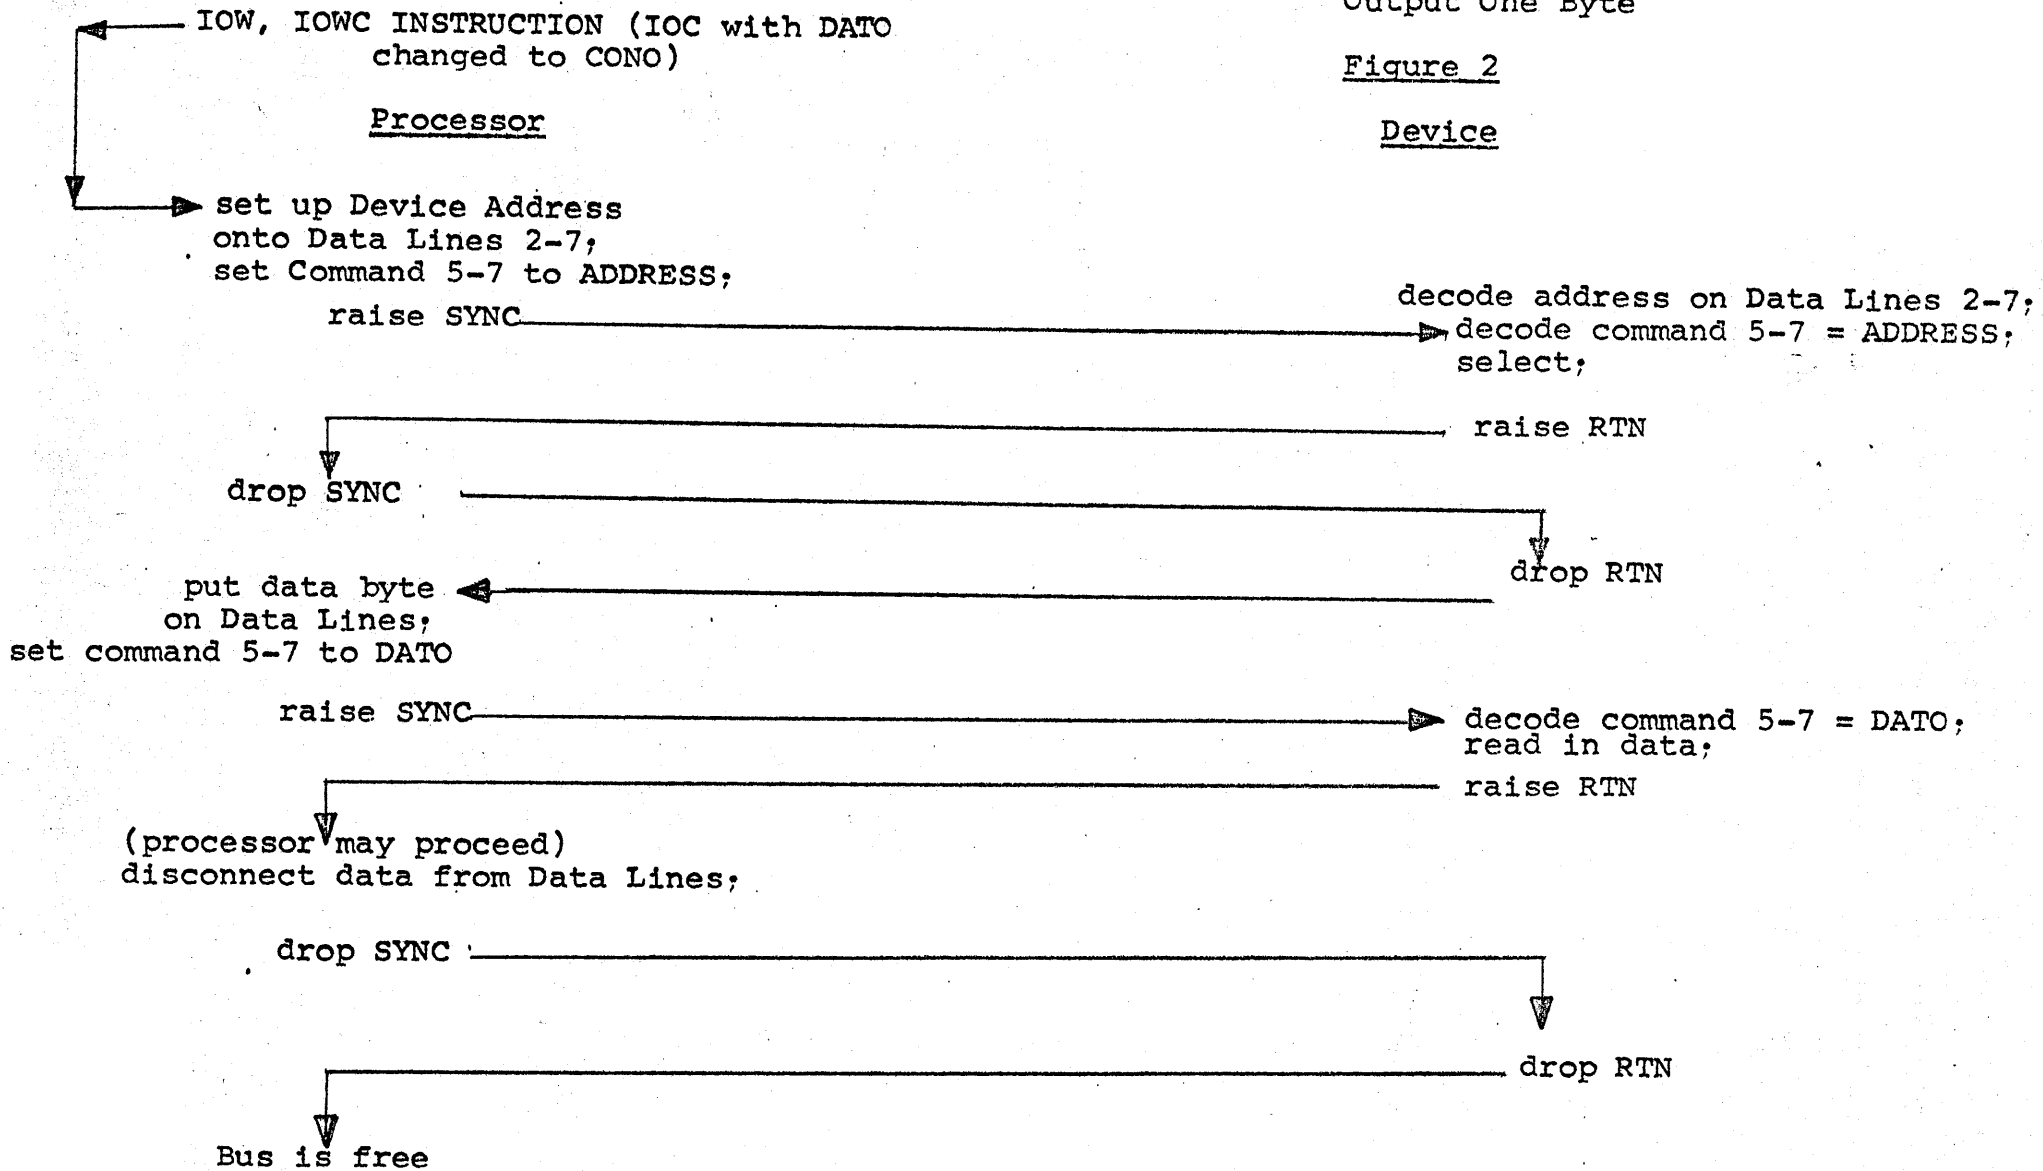 Output One Byte
IOW, IOWC INSTRUCTION (IOC with DATO
changed to CONO)
Figure 2
Processor
Device
set up Device Address
onto Data Lines 2-7;
set Command 5-7 to ADDRESS;
raise SYNC
decode address on Data Lines 2-7;
decode command 5-7 = ADDRESS;
select;
raise RTN
drop SYNC
drop RTN
put data byte
on Data Lines;
set command 5-7 to DATO
raise SYNC
decode command 5-7 = DATO;
read in data;
raise RTN
(processor may proceed)
disconnect data from Data Lines;
drop SYNC
drop RTN
Bus is free